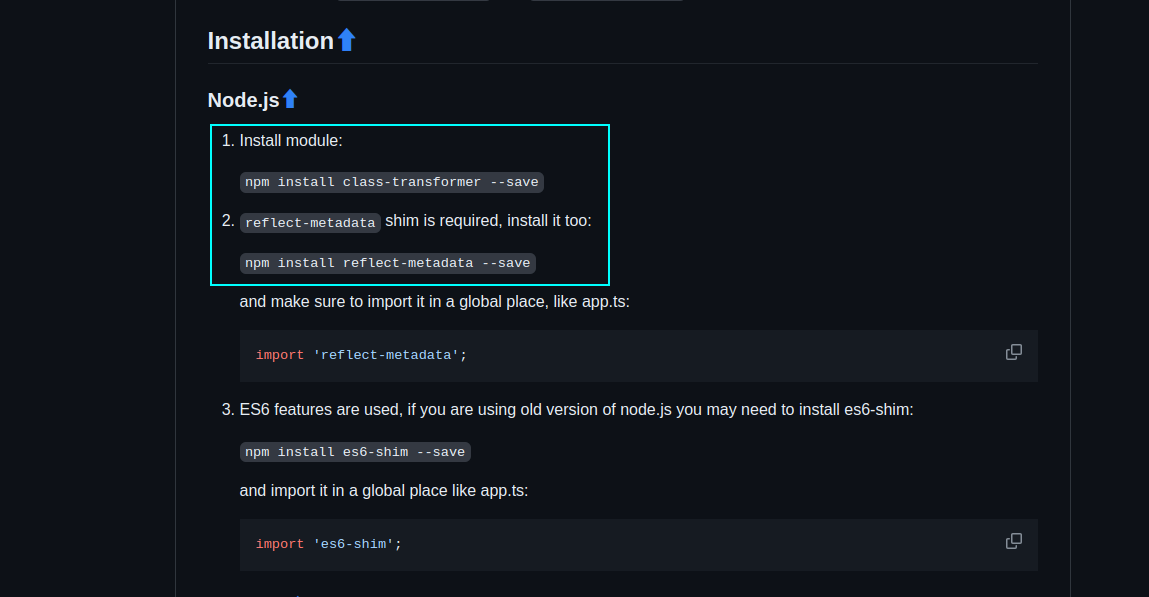 Installation
Node.js
1. Install module:
npm install class-transformer --save
2. reflect-metadata shim is required, install it too:
npm install reflect-metadata --save
and make sure to import it in a global place, like app.ts:
import 'reflect-metadata';
3. ES6 features are used, if you are using old version of node.js you may need to install es6-shim:
npm install es6-shim --save
and import it in a global place like app.ts:
import 'es6-shim';